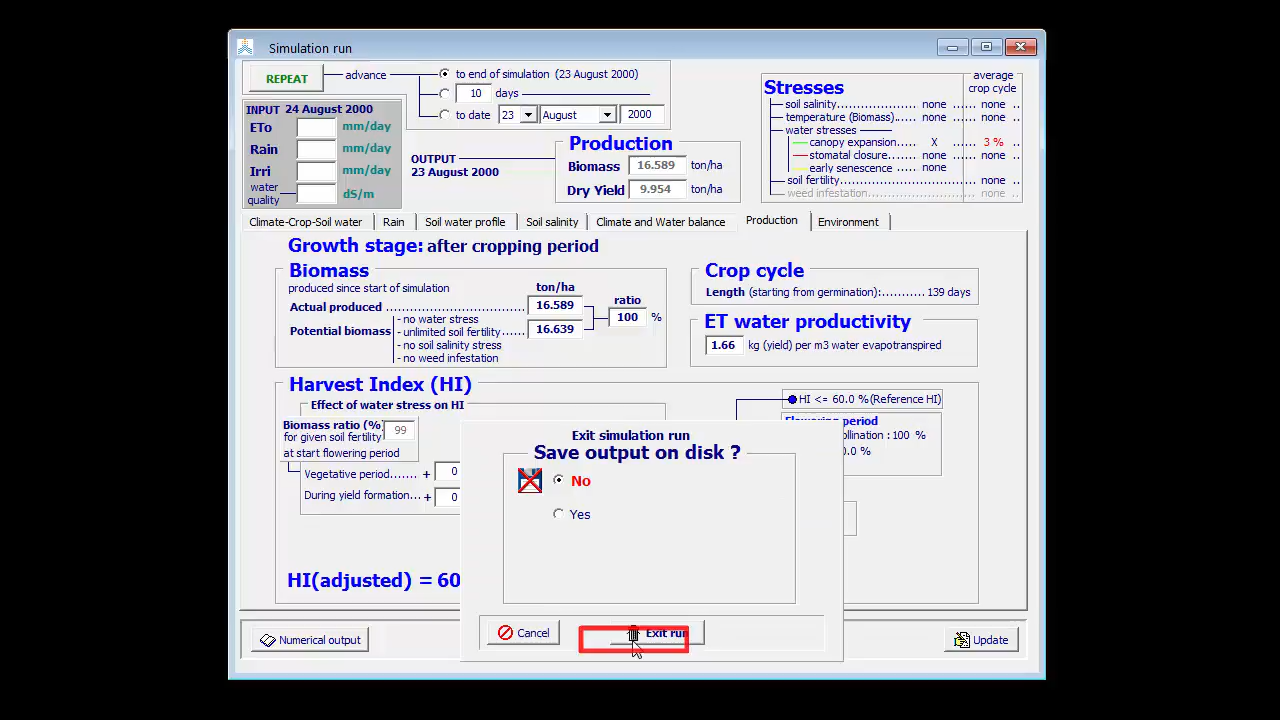 Simulation run
REPEAT
advance
to end of simulation (23 August 2000)
10 days
to date 23 August 2000
INPUT 24 August 2000
ETo mm/day
Rain mm/day
Irri mm/day
water quality dS/m
OUTPUT
23 August 2000
Production
Biomass 16.589 ton/ha
Dry Yield 9.954 ton/ha
Stresses
average
crop cycle
soil salinity none none
temperature (Biomass) none none
water stresses
canopy expansion X 3 %
stomatal closure none none
early senescence none
soil fertility none none
weed infestation none
Climate-Crop-Soil water Rain Soil water profile Soil salinity Climate and Water balance Production Environment
Growth stage: after cropping period
Biomass
produced since start of simulation
ton/ha
ratio
Actual produced 16.589
100 %
Potential biomass 16.639
- no water stress
- unlimited soil fertility
- no soil salinity stress
- no weed infestation
Crop cycle
Length (starting from germination): 139 days
ET water productivity
1.66 kg (yield) per m3 water evapotranspired
Harvest Index (HI)
Effect of water stress on HI
Biomass ratio (%) 99
for given soil fertility
at start flowering period
Vegetative period + 0
During yield formation + 0
HI <= 60.0 % (Reference HI)
period
: 100 %
HI(adjusted) = 60
Exit simulation run
Save output on disk ?
No
Yes
Cancel
Exit run
Numerical output
Update